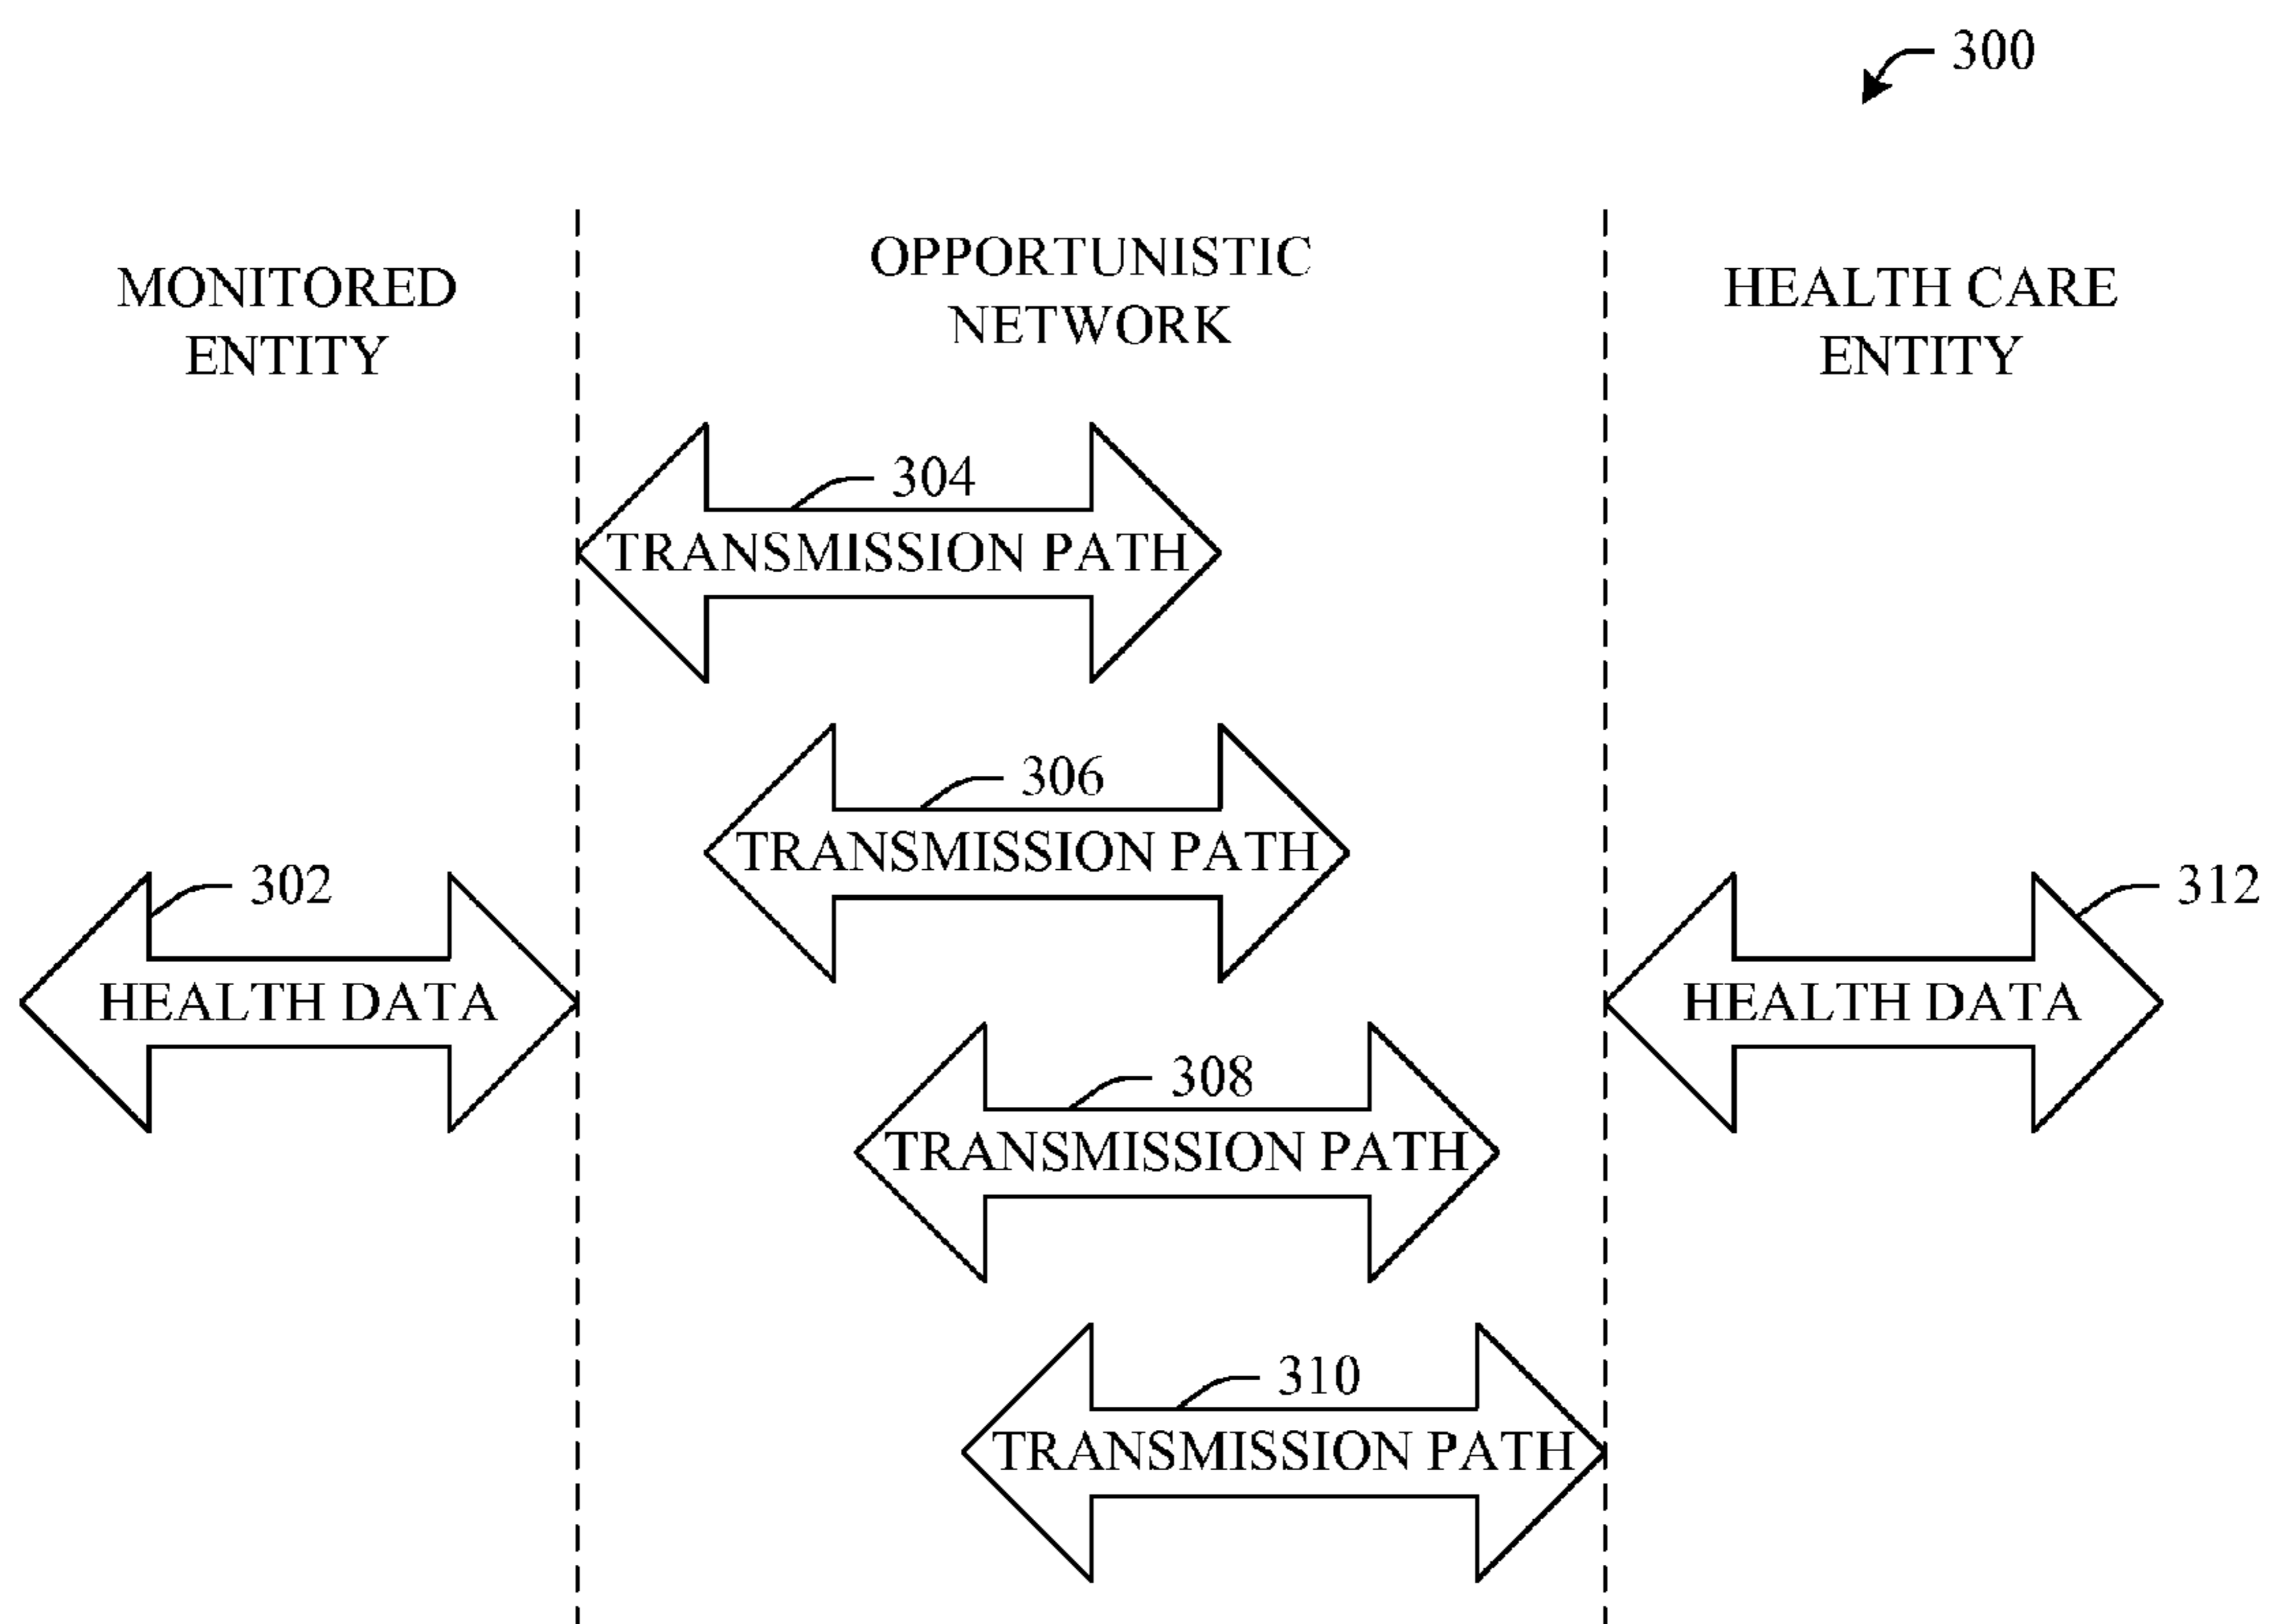 300
MONITORED
ENTITY
OPPORTUNISTIC
NETWORK
HEALTH CARE
ENTITY
304
TRANSMISSION PATH
306
TRANSMISSION PATH
302
HEALTH DATA
312
HEALTH DATA
308
TRANSMISSION PATH
310
TRANSMISSION PATH